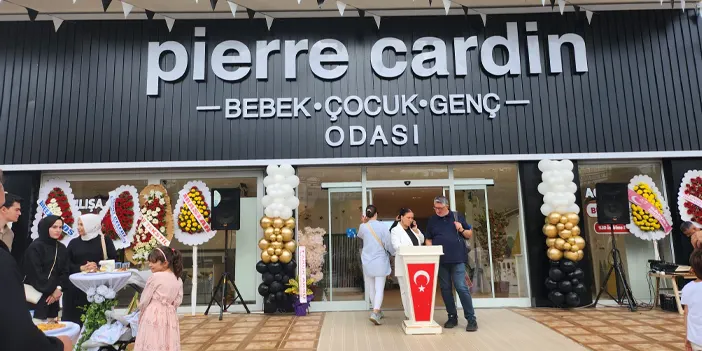 pierre cardin
BEBEK•ÇOCUK•GENÇ
ODASI